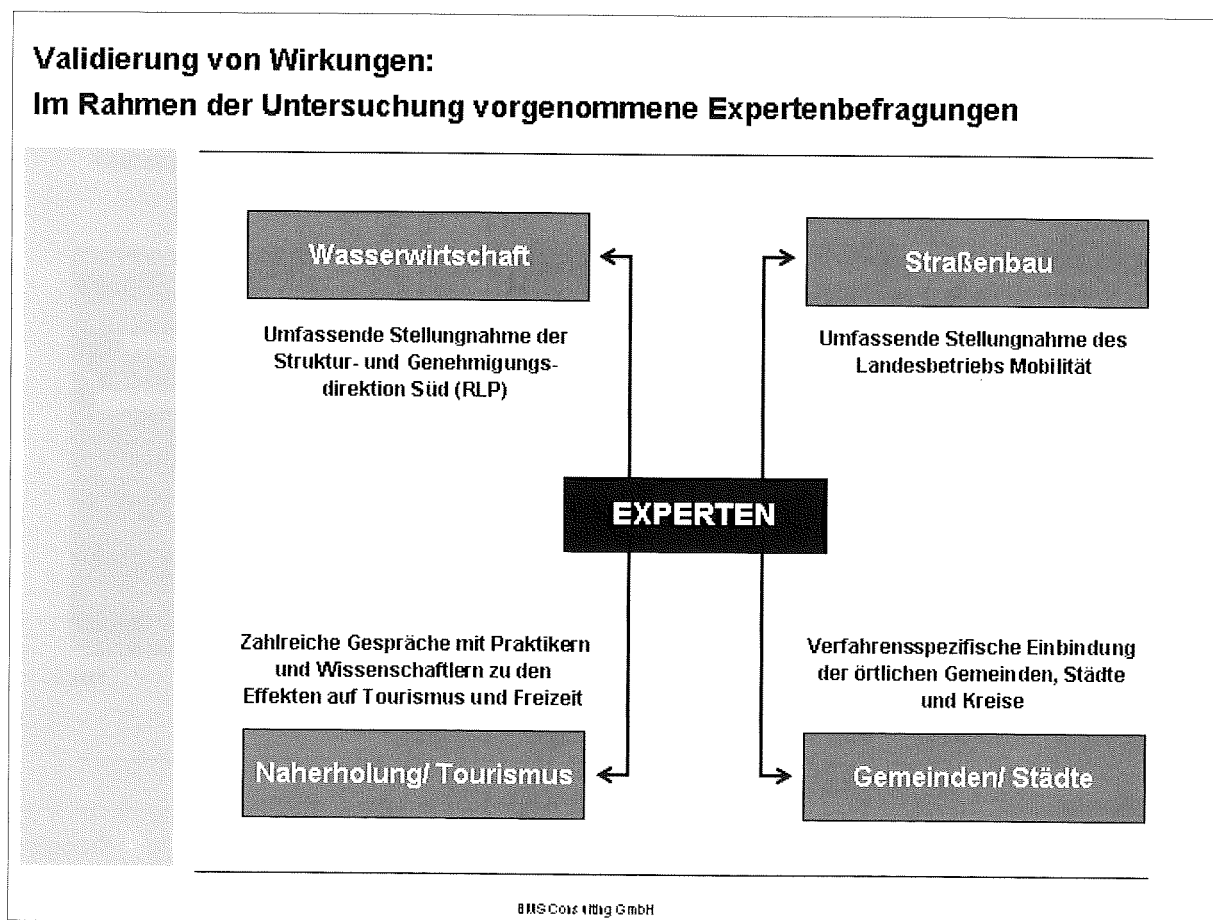 Validierung von Wirkungen:
Im Rahmen der Untersuchung vorgenommene Expertenbefragungen
Wasserwirtschaft
Umfassende Stellungnahme der
Struktur- und Genehmigungs-
direktion Süd (RLP)
Straßenbau
Umfassende Stellungnahme des
Landesbetriebs Mobilität
EXPERTEN
Zahlreiche Gespräche mit Praktikern
und Wissenschaftlern zu den
Effekten auf Tourismus und Freizeit
Naherholung/ Tourismus
Verfahrensspezifische Einbindung
der örtlichen Gemeinden, Städte
und Kreise
Gemeinden/ Städte
BMS Consulting GmbH